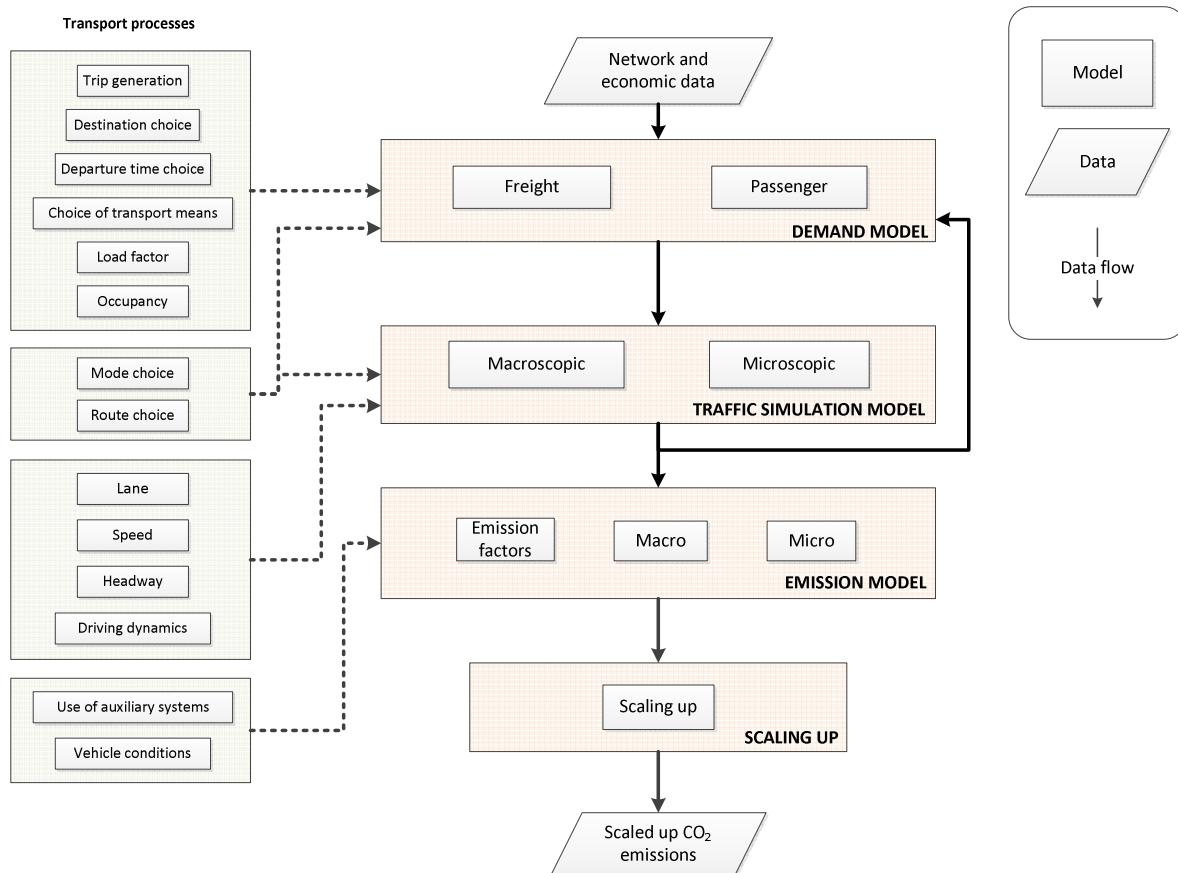 Transport processes
Trip generation
Destination choice
Departure time choice
Choice of transport means
Load factor
Occupancy
Mode choice
Route choice
Lane
Speed
Headway
Driving dynamics
Use of auxiliary systems
Vehicle conditions
Network and
economic data
Freight
Passenger
DEMAND MODEL
Macroscopic
Microscopic
TRAFFIC SIMULATION MODEL
Emission
factors
Macro
Micro
EMISSION MODEL
Scaling up
SCALING UP
Scaled up CO₂
emissions
Model
Data
Data flow